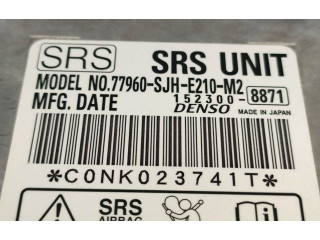 SRS SRS UNIT
MODEL NO.77960-SJH-E210-M2
MFG. DATE 152300-8871
DENSO MADE IN JAPAN
*C0NK023741T*
SRS
AIRBAG